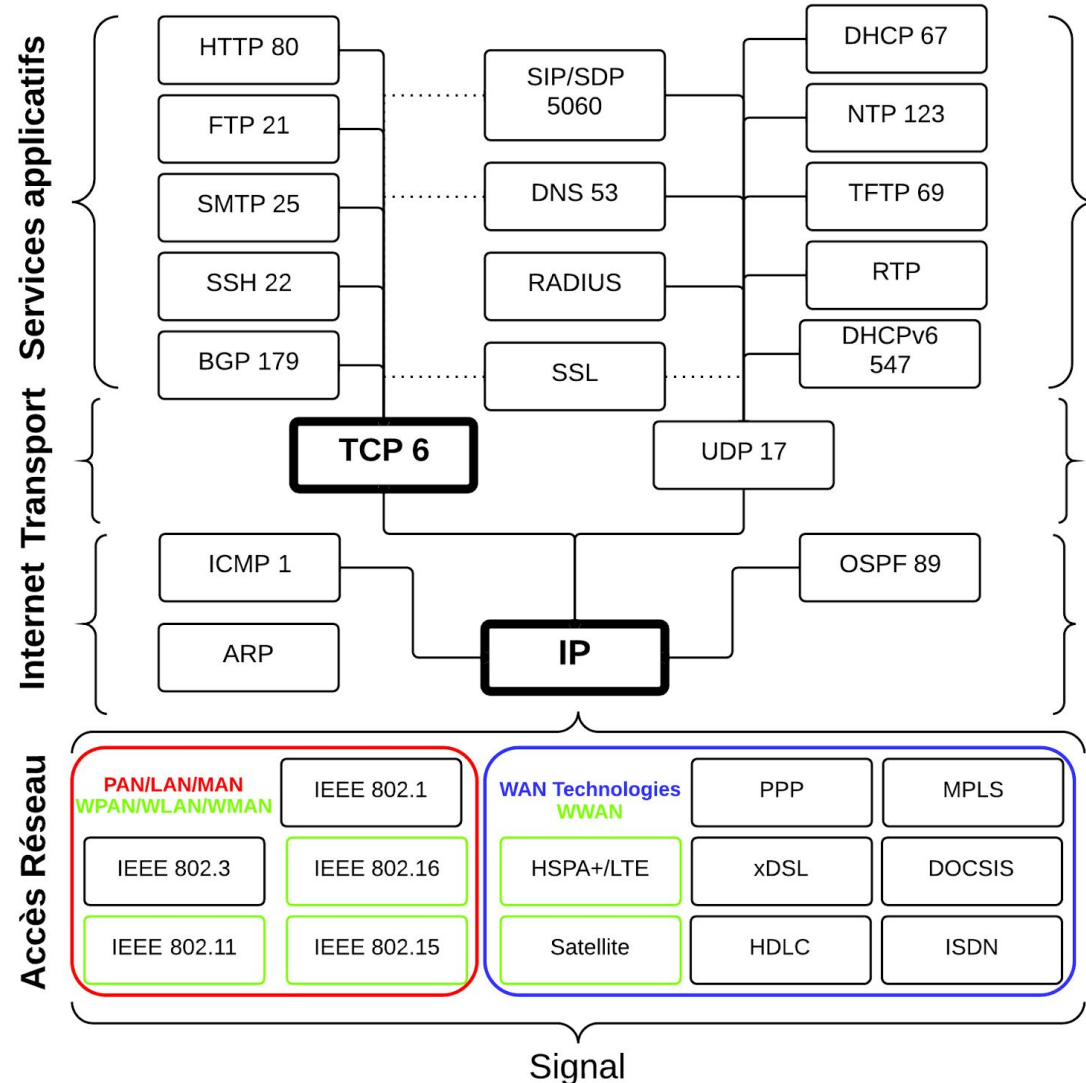 Services applicatifs
HTTP 80
FTP 21
SMTP 25
SSH 22
BGP 179
SIP/SDP
5060
DNS 53
RADIUS
SSL
DHCP 67
NTP 123
TFTP 69
RTP
DHCPv6
547
Transport
TCP 6
UDP 17
Internet
ICMP 1
ARP
IP
OSPF 89
Accès Réseau
PAN/LAN/MAN
WPAN/WLAN/WMAN
IEEE 802.1
IEEE 802.3
IEEE 802.16
IEEE 802.11
IEEE 802.15
WAN Technologies
WWAN
PPP
MPLS
HSPA+/LTE
xDSL
DOCSIS
Satellite
HDLC
ISDN
Signal